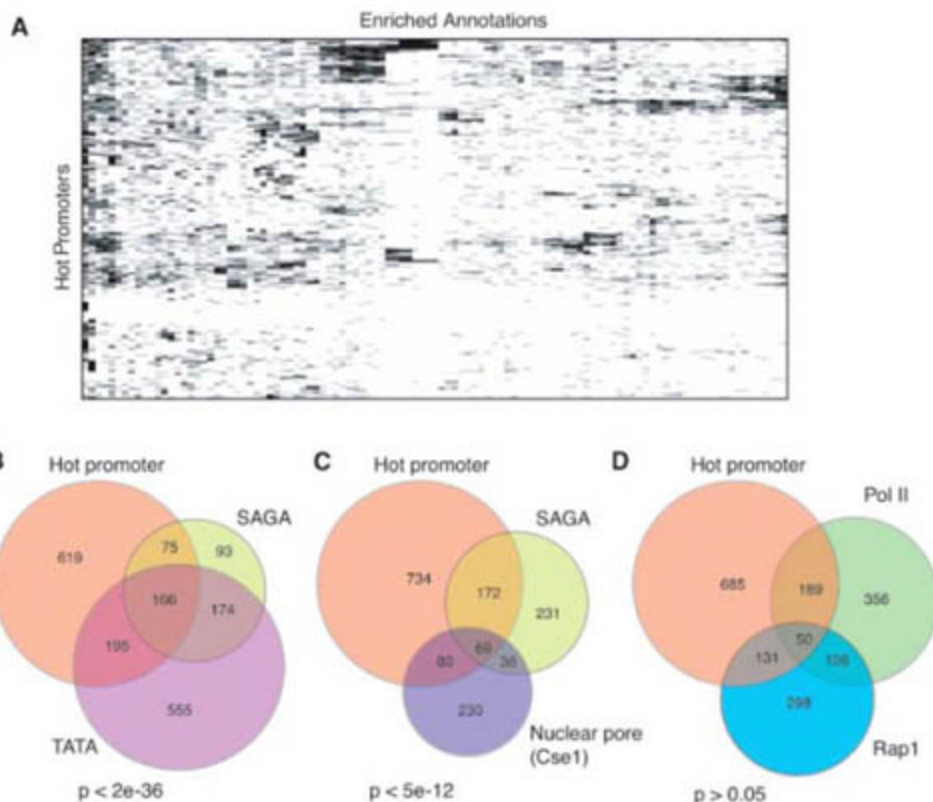 A
Enriched Annotations
Hot Promoters
B
Hot promoter
SAGA
619
75
93
166
174
195
555
TATA
p < 2e-36
C
Hot promoter
SAGA
734
172
231
69
80
36
230
Nuclear pore
(Cse1)
p < 5e-12
D
Hot promoter
Pol II
685
189
356
50
131
126
298
Rap1
p > 0.05